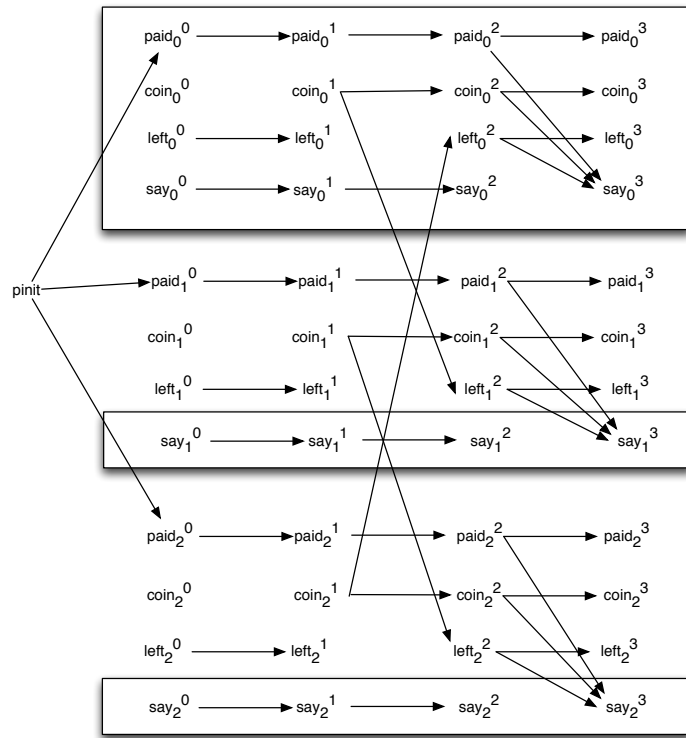 paid₀⁰ paid₀¹ paid₀² paid₀³
coin₀⁰ coin₀¹ coin₀² coin₀³
left₀⁰ left₀¹ left₀² left₀³
say₀⁰ say₀¹ say₀² say₀³
pinit
paid₁⁰ paid₁¹ paid₁² paid₁³
coin₁⁰ coin₁¹ coin₁² coin₁³
left₁⁰ left₁¹ left₁² left₁³
say₁⁰ say₁¹ say₁² say₁³
paid₂⁰ paid₂¹ paid₂² paid₂³
coin₂⁰ coin₂¹ coin₂² coin₂³
left₂⁰ left₂¹ left₂² left₂³
say₂⁰ say₂¹ say₂² say₂³